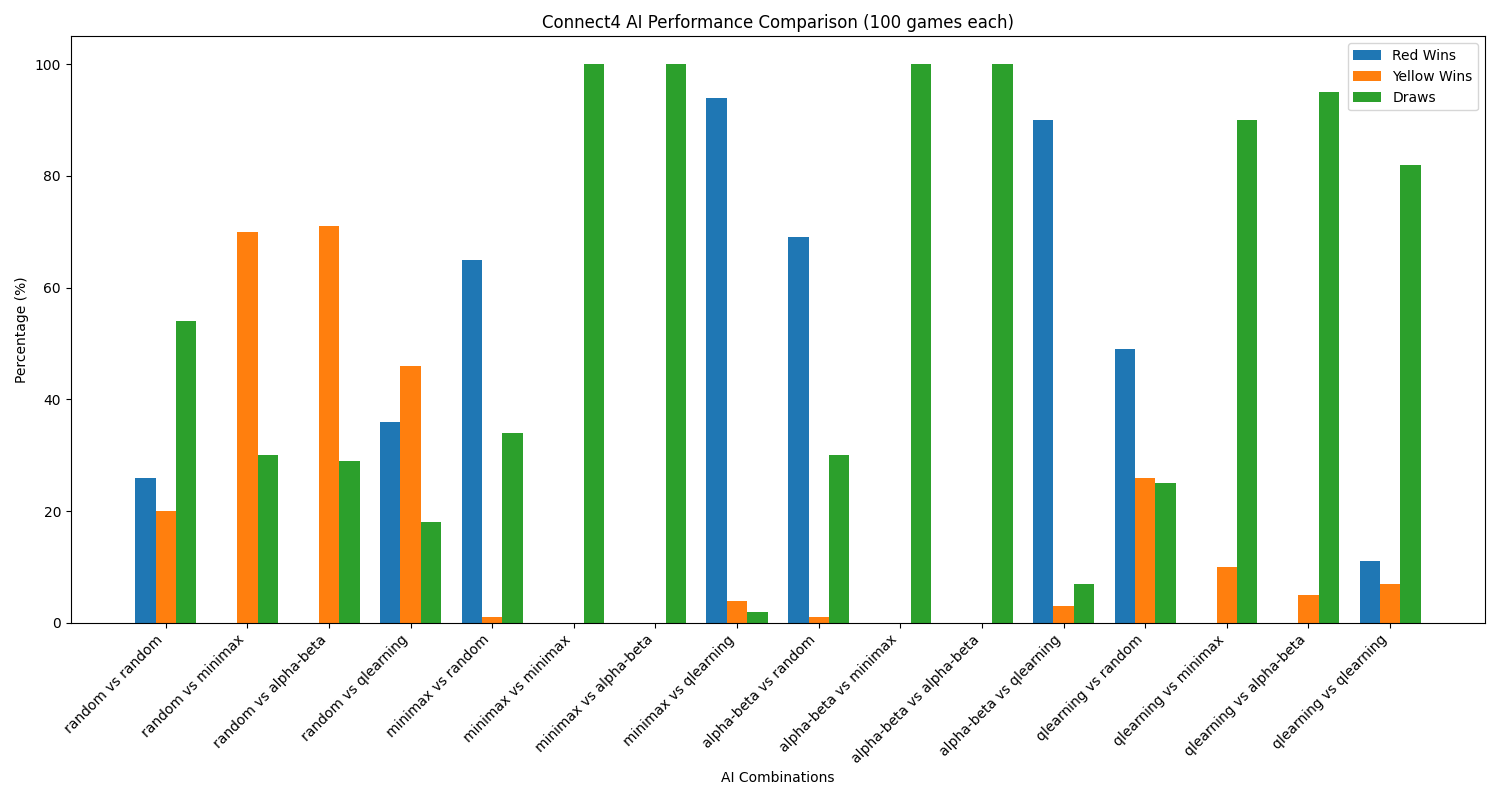 Connect4 AI Performance Comparison (100 games each)
Red Wins
Yellow Wins
Draws
Percentage (%)
100
80
60
40
20
0
random vs random
random vs minimax
random vs alpha-beta
random vs qlearning
minimax vs random
minimax vs minimax
minimax vs alpha-beta
minimax vs qlearning
alpha-beta vs random
alpha-beta vs minimax
alpha-beta vs alpha-beta
alpha-beta vs qlearning
qlearning vs random
qlearning vs minimax
qlearning vs alpha-beta
qlearning vs qlearning
AI Combinations